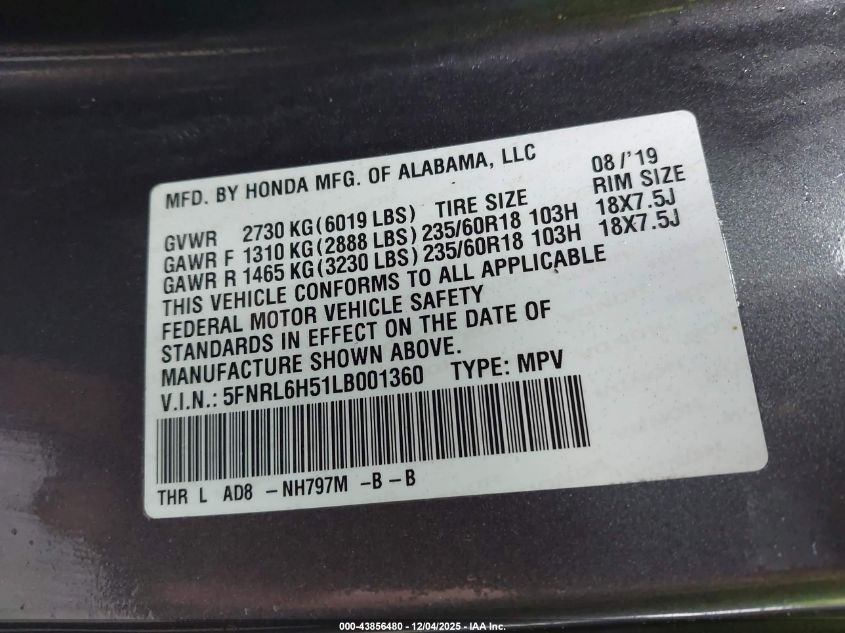 MFD. BY HONDA MFG. OF ALABAMA, LLC 08/'19
GVWR 2730 KG(6019 LBS) TIRE SIZE RIM SIZE
GAWR F 1310 KG(2888 LBS) 235/60R18 103H 18X7.5J
GAWR R 1465 KG(3230 LBS) 235/60R18 103H 18X7.5J
THIS VEHICLE CONFORMS TO ALL APPLICABLE
FEDERAL MOTOR VEHICLE SAFETY
STANDARDS IN EFFECT ON THE DATE OF
MANUFACTURE SHOWN ABOVE.
V.I.N.: 5FNRL6H51LB001360 TYPE: MPV
THR L AD8 -NH797M -B -B
000-43856480 - 12/04/2025 - IAA Inc.